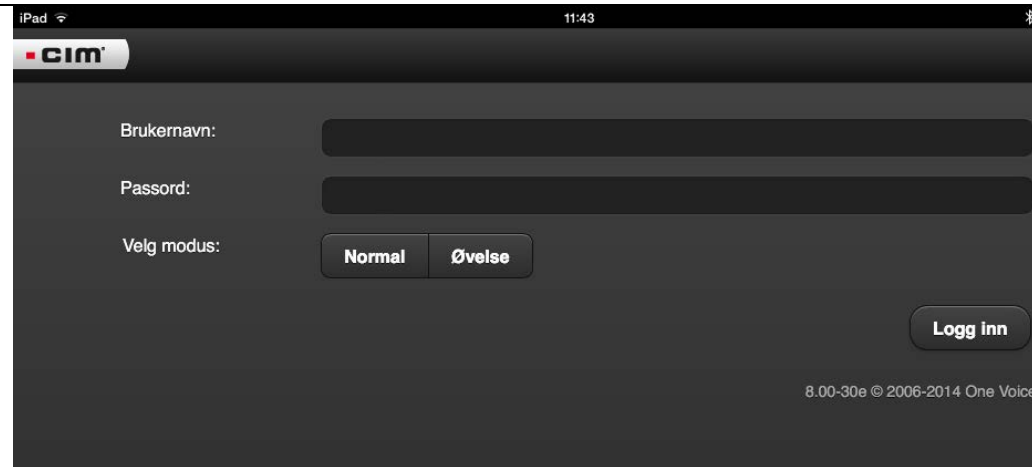 iPad 11:43
CIM
Brukernavn:
Passord:
Velg modus:
Normal Øvelse
Logg inn
8.00-30e © 2006-2014 One Voice